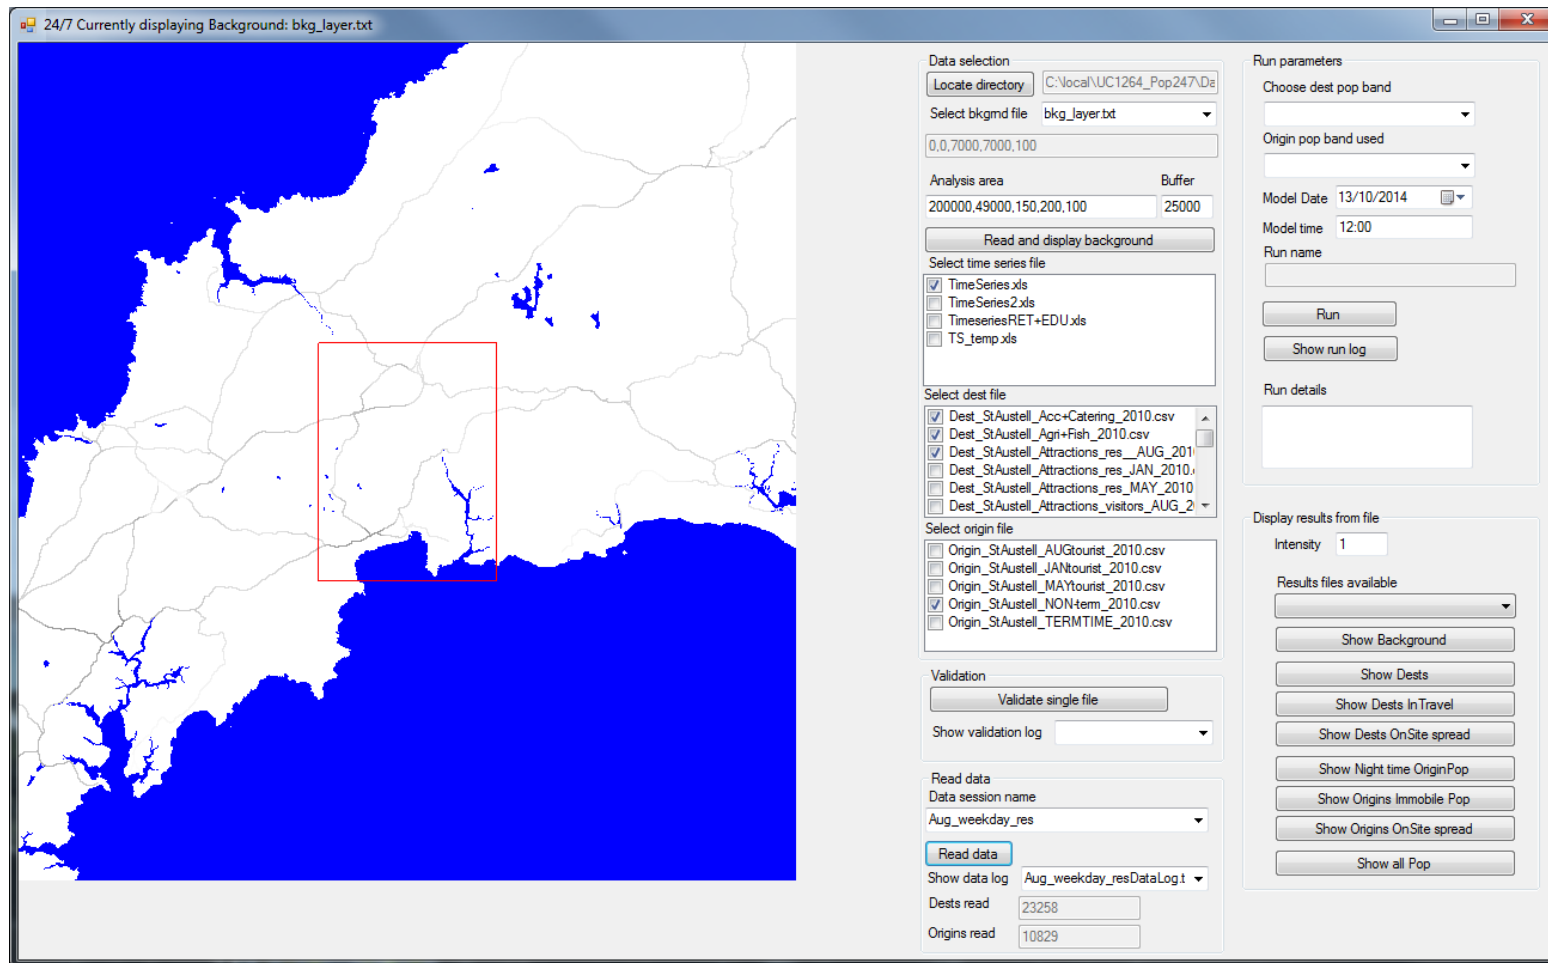 24/7 Currently displaying Background: bkg_layer.txt
Data selection
Locate directory
C:\local\UC1264_Pop247\Da
Select bkgrnd file
bkg_layer.txt
0,0,7000,7000,100
Analysis area
Buffer
200000,49000,150,200,100
25000
Read and display background
Select time series file
TimeSeries.xls
TimeSeries2.xls
TimeseriesRET+EDU.xls
TS_temp.xls
Select dest file
Dest_StAustell_Acc+Catering_2010.csv
Dest_StAustell_Agri+Fish_2010.csv
Dest_StAustell_Attractions_res__AUG_201
Dest_StAustell_Attractions_res_JAN_2010.
Dest_StAustell_Attractions_res_MAY_2010
Dest_StAustell_Attractions_visitors_AUG_2
Select origin file
Origin_StAustell_AUGtourist_2010.csv
Origin_StAustell_JANtourist_2010.csv
Origin_StAustell_MAYtourist_2010.csv
Origin_StAustell_NON-term_2010.csv
Origin_StAustell_TERMTIME_2010.csv
Validation
Validate single file
Show validation log
Read data
Data session name
Aug_weekday_res
Read data
Show data log
Aug_weekday_resDataLog.t
Dests read
23258
Origins read
10829
Run parameters
Choose dest pop band
Origin pop band used
Model Date
13/10/2014
Model time
12:00
Run name
Run
Show run log
Run details
Display results from file
Intensity
1
Results files available
Show Background
Show Dests
Show Dests InTravel
Show Dests OnSite spread
Show Night time OriginPop
Show Origins Immobile Pop
Show Origins OnSite spread
Show all Pop